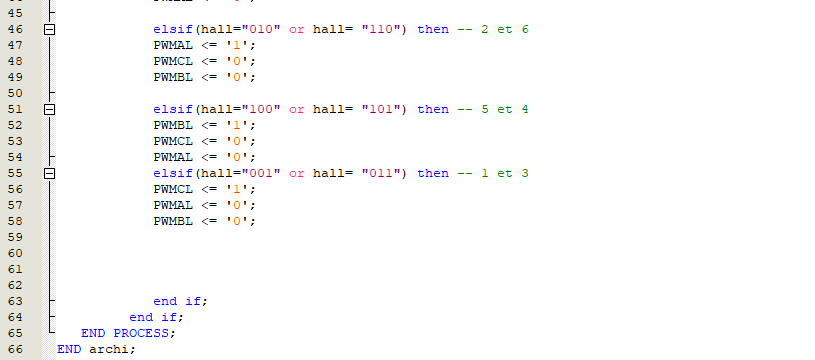 45
46 elsif(hall="010" or hall= "110") then -- 2 et 6
47 PWMAL <= '1';
48 PWMCL <= '0';
49 PWMBL <= '0';
50
51 elsif(hall="100" or hall= "101") then -- 5 et 4
52 PWMBL <= '1';
53 PWMCL <= '0';
54 PWMAL <= '0';
55 elsif(hall="001" or hall= "011") then -- 1 et 3
56 PWMCL <= '1';
57 PWMAL <= '0';
58 PWMBL <= '0';
59
60
61
62
63 end if;
64 end if;
65 END PROCESS;
66 END archi;